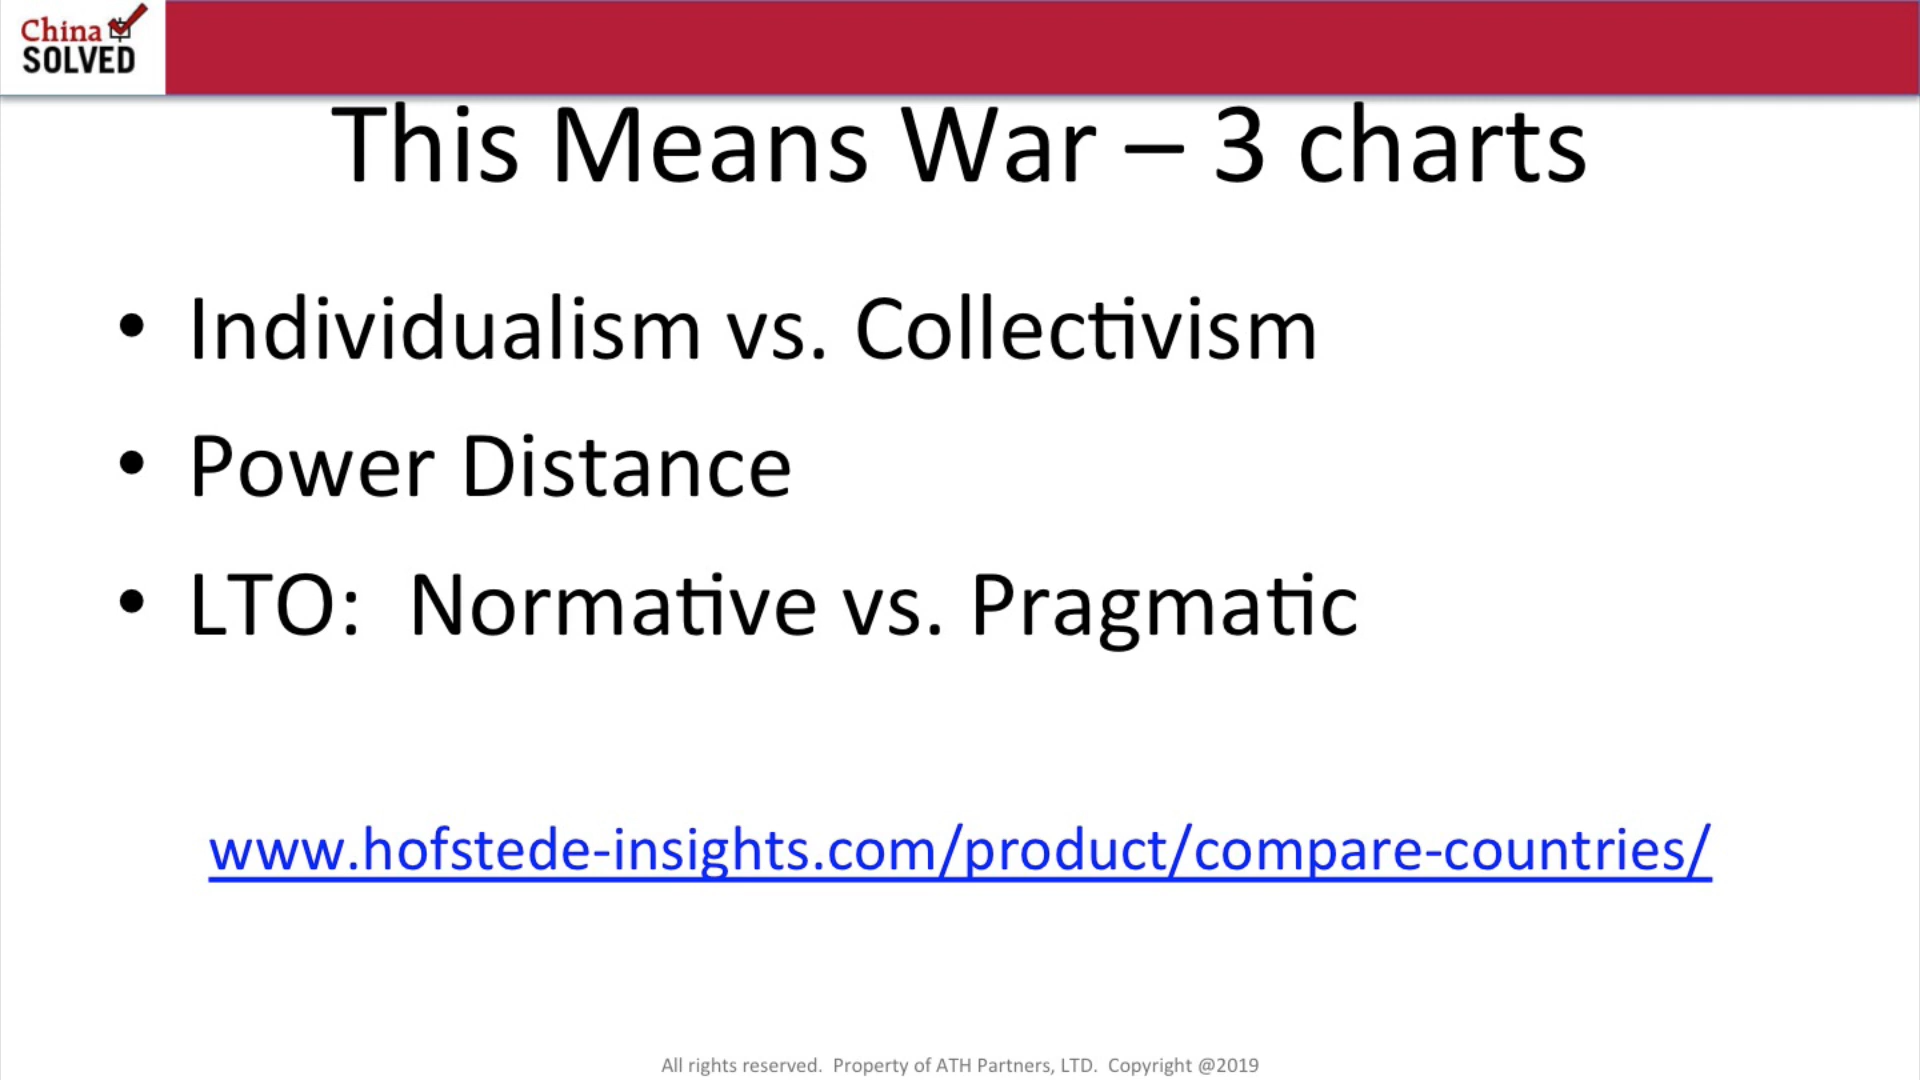 China
SOLVED
This Means War – 3 charts
• Individualism vs. Collectivism
• Power Distance
• LTO:  Normative vs. Pragmatic
www.hofstede-insights.com/product/compare-countries/
All rights reserved.  Property of ATH Partners, LTD.  Copyright @2019